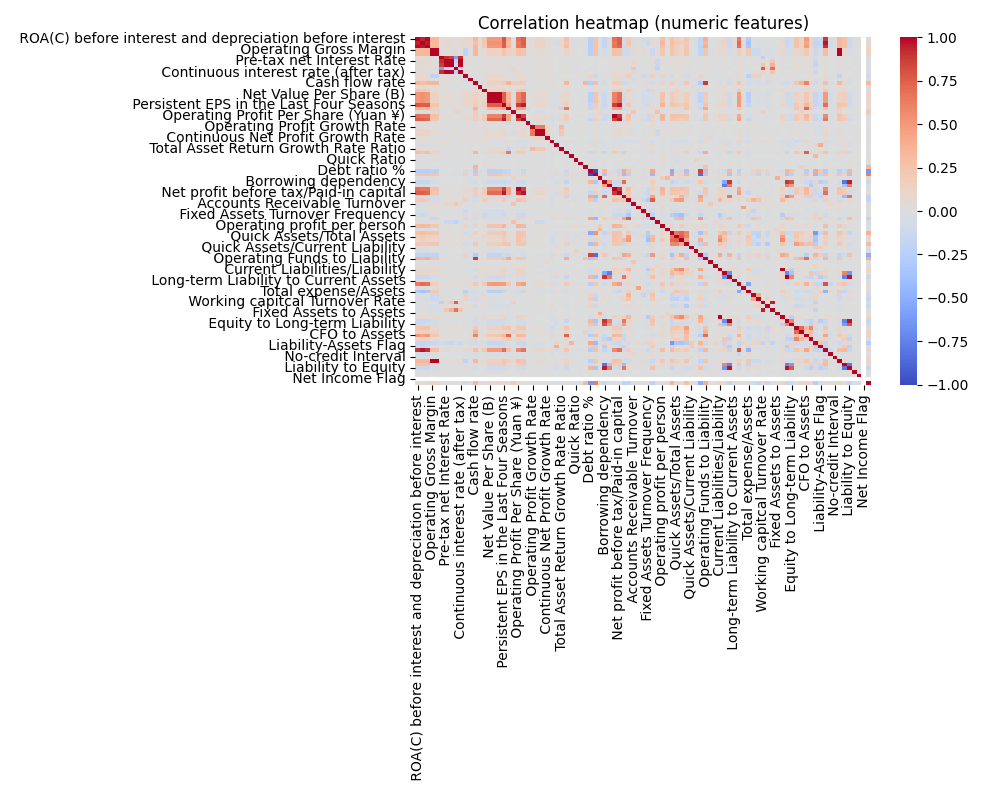 Correlation heatmap (numeric features)
ROA(C) before interest and depreciation before interest
Operating Gross Margin
Pre-tax net Interest Rate
Continuous interest rate (after tax)
Cash flow rate
Net Value Per Share (B)
Persistent EPS in the Last Four Seasons
Operating Profit Per Share (Yuan ¥)
Operating Profit Growth Rate
Continuous Net Profit Growth Rate
Total Asset Return Growth Rate Ratio
Quick Ratio
Debt ratio %
Borrowing dependency
Net profit before tax/Paid-in capital
Accounts Receivable Turnover
Fixed Assets Turnover Frequency
Operating profit per person
Quick Assets/Total Assets
Quick Assets/Current Liability
Operating Funds to Liability
Current Liabilities/Liability
Long-term Liability to Current Assets
Total expense/Assets
Working capitcal Turnover Rate
Fixed Assets to Assets
Equity to Long-term Liability
CFO to Assets
Liability-Assets Flag
No-credit Interval
Liability to Equity
Net Income Flag
1.00
0.75
0.50
0.25
0.00
−0.25
−0.50
−0.75
−1.00
ROA(C) before interest and depreciation before interest
Operating Gross Margin
Pre-tax net Interest Rate
Continuous interest rate (after tax)
Cash flow rate
Net Value Per Share (B)
Persistent EPS in the Last Four Seasons
Operating Profit Per Share (Yuan ¥)
Operating Profit Growth Rate
Continuous Net Profit Growth Rate
Total Asset Return Growth Rate Ratio
Quick Ratio
Debt ratio %
Borrowing dependency
Net profit before tax/Paid-in capital
Accounts Receivable Turnover
Fixed Assets Turnover Frequency
Operating profit per person
Quick Assets/Total Assets
Quick Assets/Current Liability
Operating Funds to Liability
Current Liabilities/Liability
Long-term Liability to Current Assets
Total expense/Assets
Working capitcal Turnover Rate
Fixed Assets to Assets
Equity to Long-term Liability
CFO to Assets
Liability-Assets Flag
No-credit Interval
Liability to Equity
Net Income Flag